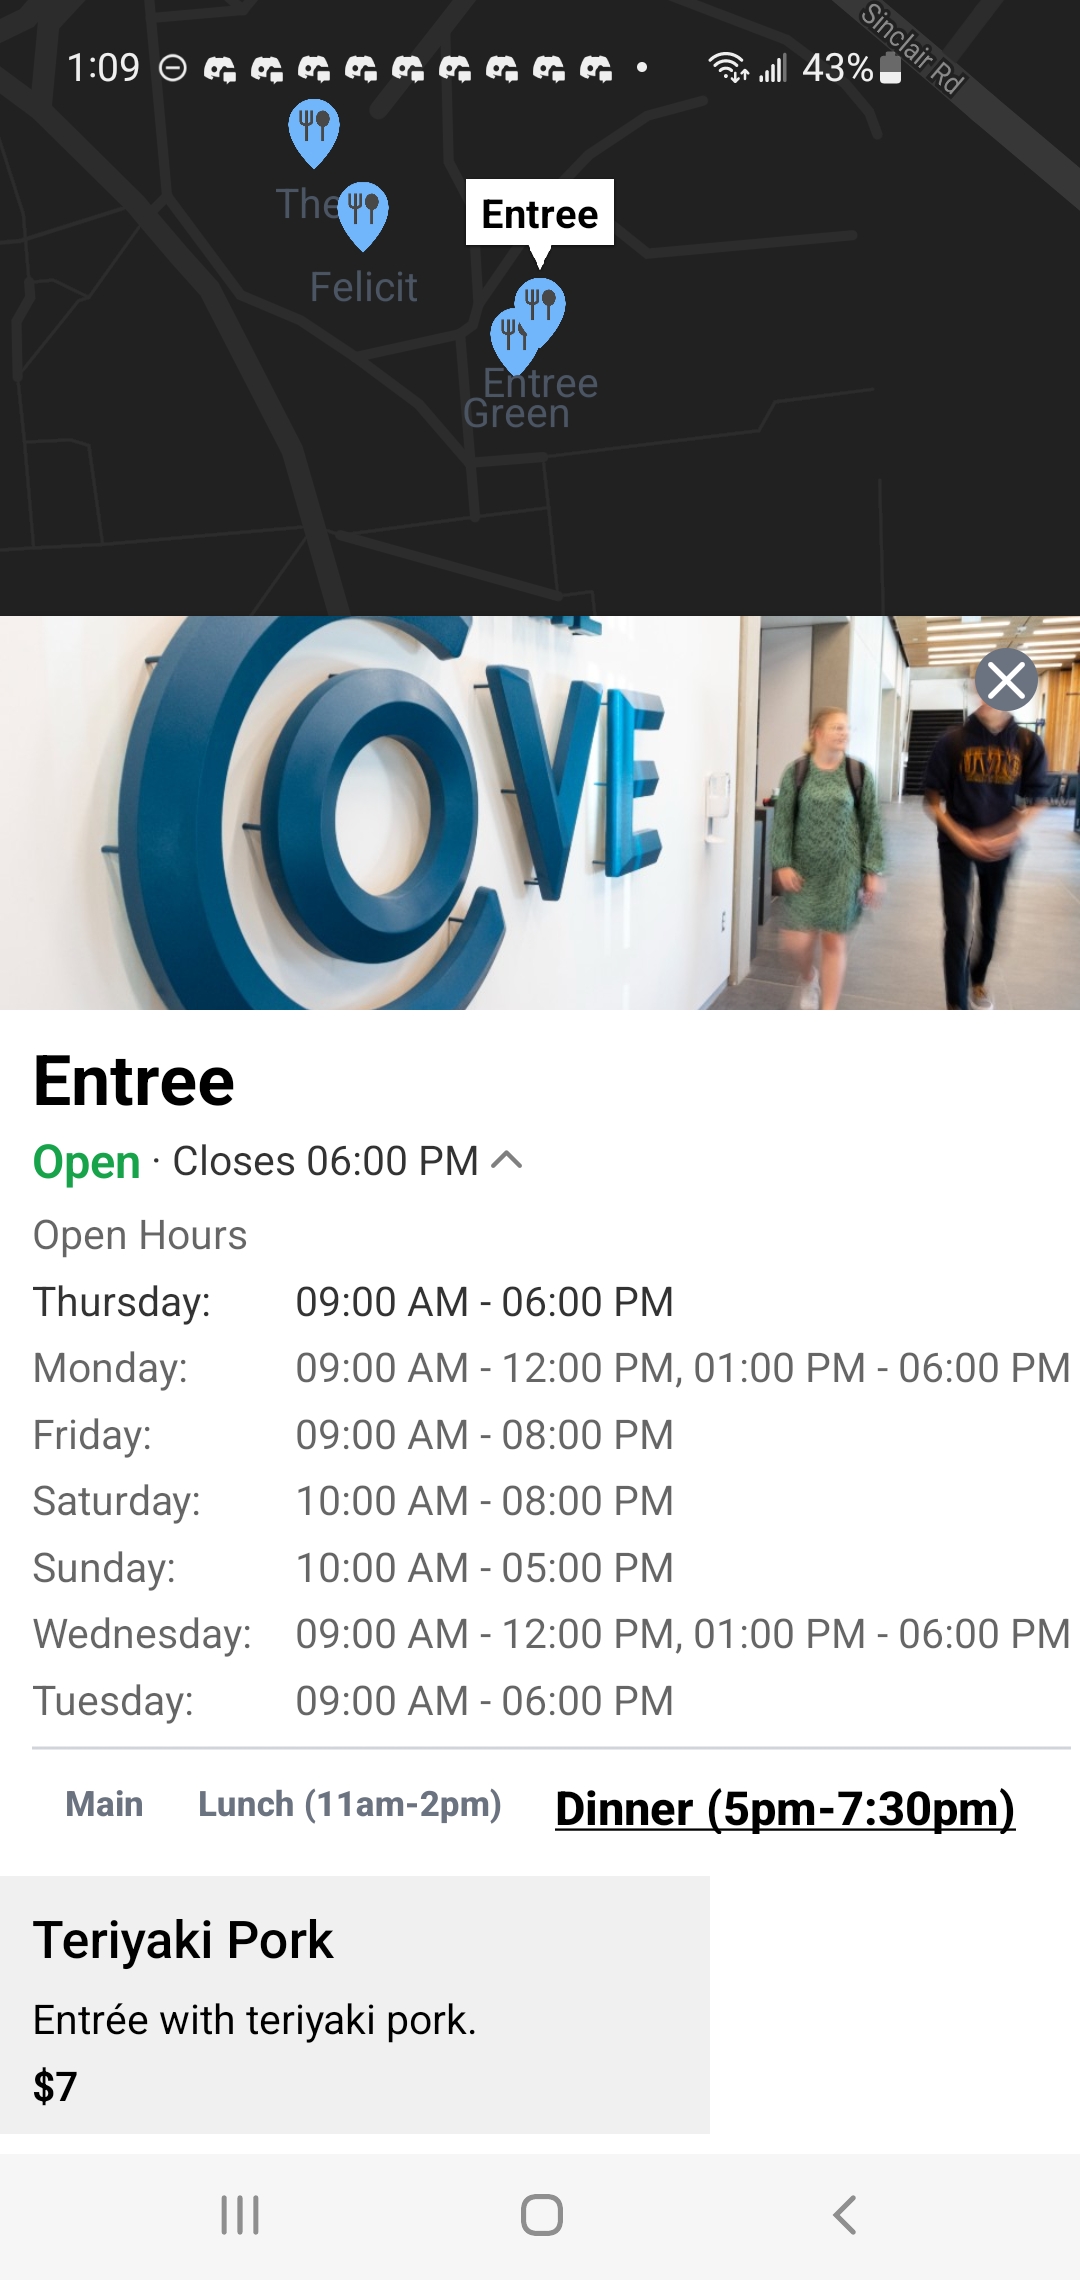 Sinclair Rd
1:09 43%
The
Entree
Felicit
Entree
Green
COVE
Entree
Open · Closes 06:00 PM
Open Hours
Thursday: 09:00 AM - 06:00 PM
Monday: 09:00 AM - 12:00 PM, 01:00 PM - 06:00 PM
Friday: 09:00 AM - 08:00 PM
Saturday: 10:00 AM - 08:00 PM
Sunday: 10:00 AM - 05:00 PM
Wednesday: 09:00 AM - 12:00 PM, 01:00 PM - 06:00 PM
Tuesday: 09:00 AM - 06:00 PM
Main Lunch (11am-2pm) Dinner (5pm-7:30pm)
Teriyaki Pork
Entrée with teriyaki pork.
$7